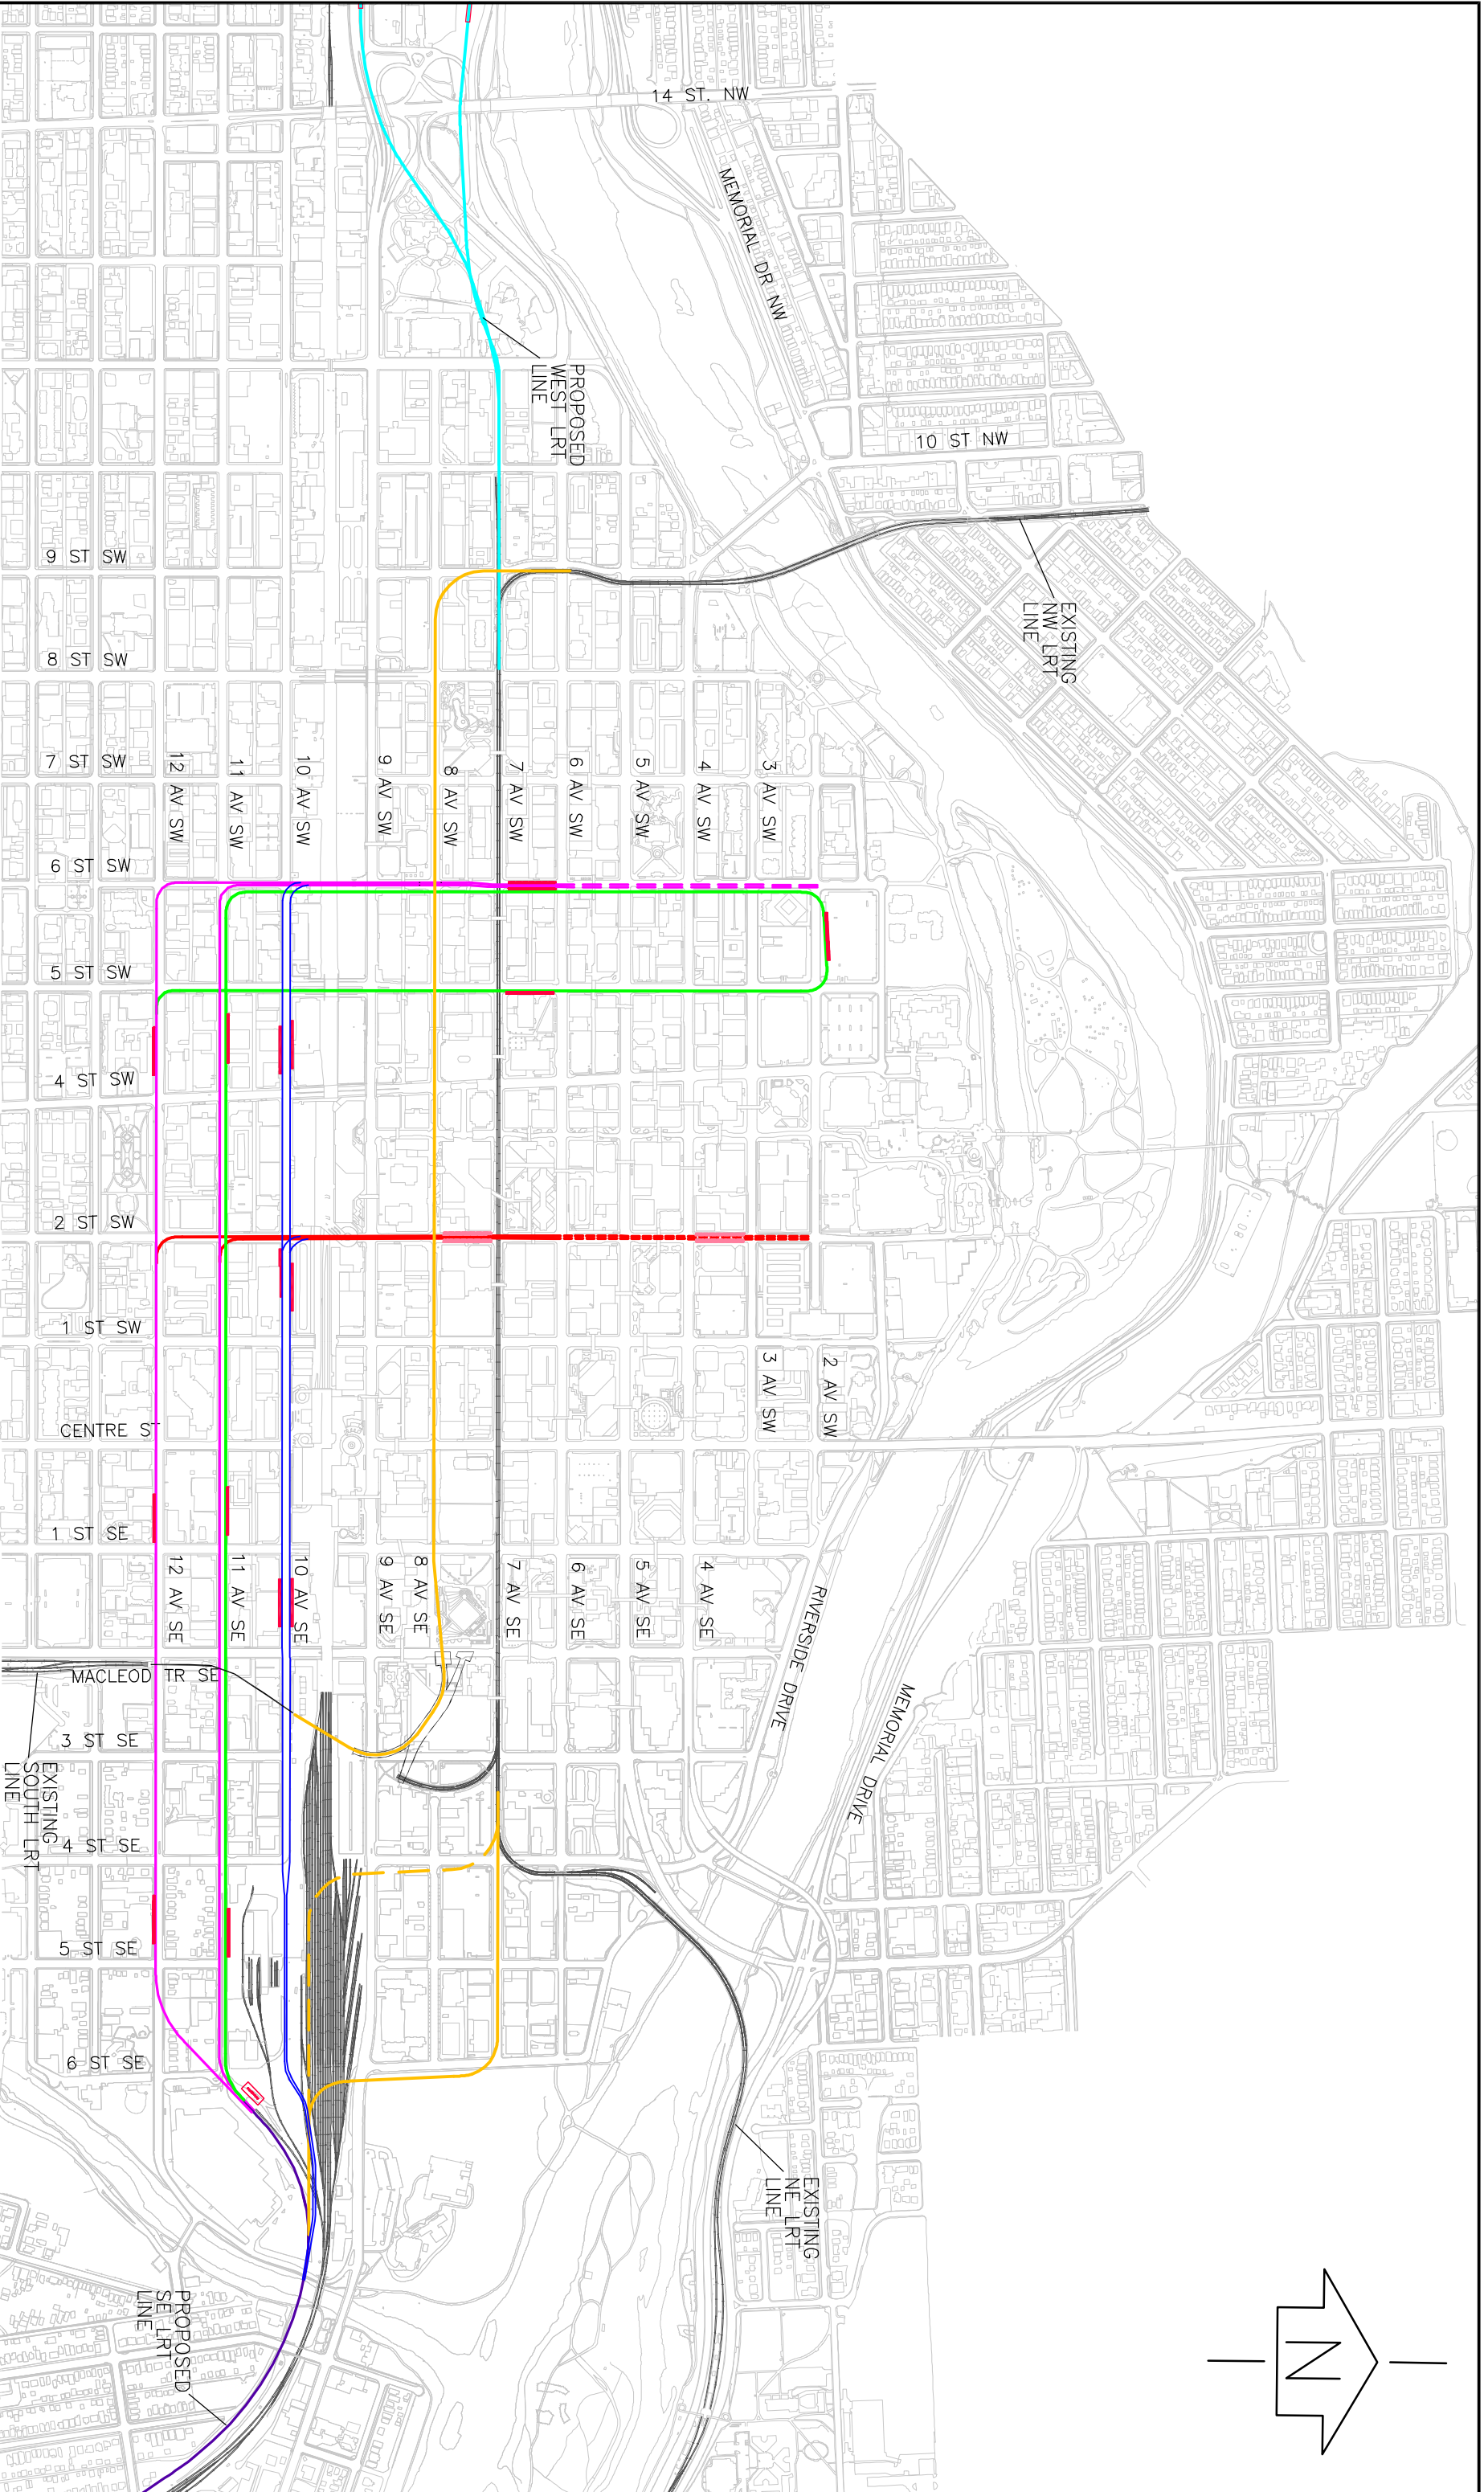 14 ST. NW
MEMORIAL DR NW
PROPOSED
WEST LRT
LINE
10 ST NW
9 ST SW
EXISTING
NW LRT
LINE
8 ST SW
7 ST SW
12 AV SW
11 AV SW
10 AV SW
9 AV SW
8 AV SW
7 AV SW
6 AV SW
5 AV SW
4 AV SW
3 AV SW
6 ST SW
5 ST SW
4 ST SW
2 ST SW
1 ST SW
3 AV SW
2 AV SW
CENTRE ST
1 ST SE
12 AV SE
11 AV SE
10 AV SE
9 AV SE
8 AV SE
7 AV SE
6 AV SE
5 AV SE
4 AV SE
RIVERSIDE DRIVE
MACLEOD TR SE
MEMORIAL DRIVE
3 ST SE
EXISTING
SOUTH LRT
LINE
4 ST SE
5 ST SE
6 ST SE
EXISTING
NE LRT
LINE
PROPOSED
SE LRT
LINE
N